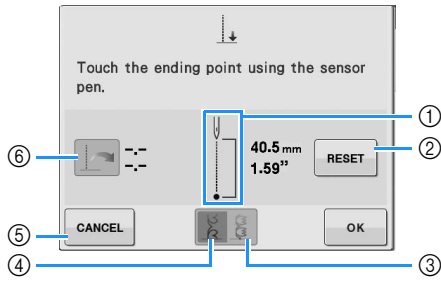 Touch the ending point using the sensor
pen.
①
②
⑥
-.-
-.-
40.5 mm
1.59”
RESET
⑤
CANCEL
OK
④
③